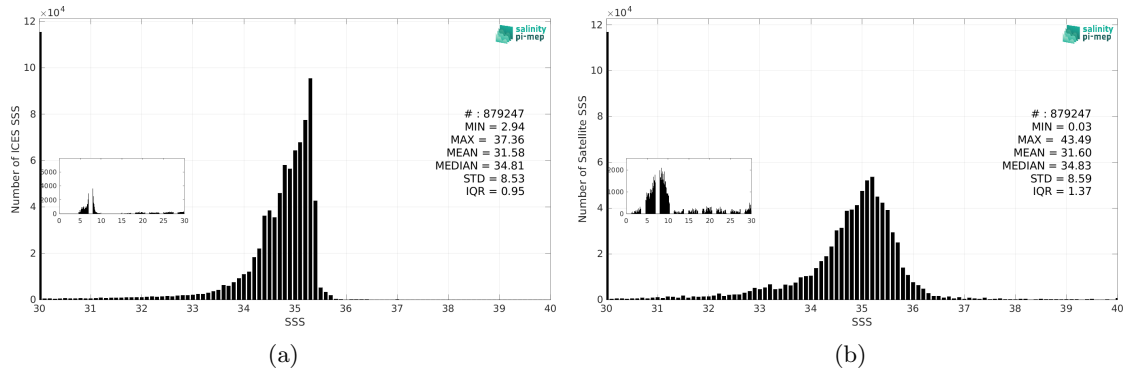 12 ×10⁴
10
8
6
4
2
0
Number of ICES SSS
salinity
pi-mep
# : 879247
MIN = 2.94
MAX = 37.36
MEAN = 31.58
MEDIAN = 34.81
STD = 8.53
IQR = 0.95
6000
4000
2000
0
0 5 10 15 20 25 30
30 31 32 33 34 35 36 37 38 39 40
SSS
(a)
12 ×10⁴
10
8
6
4
2
0
Number of Satellite SSS
salinity
pi-mep
# : 879247
MIN = 0.03
MAX = 43.49
MEAN = 31.60
MEDIAN = 34.83
STD = 8.59
IQR = 1.37
2000
1000
0
0 5 10 15 20 25 30
30 31 32 33 34 35 36 37 38 39 40
SSS
(b)